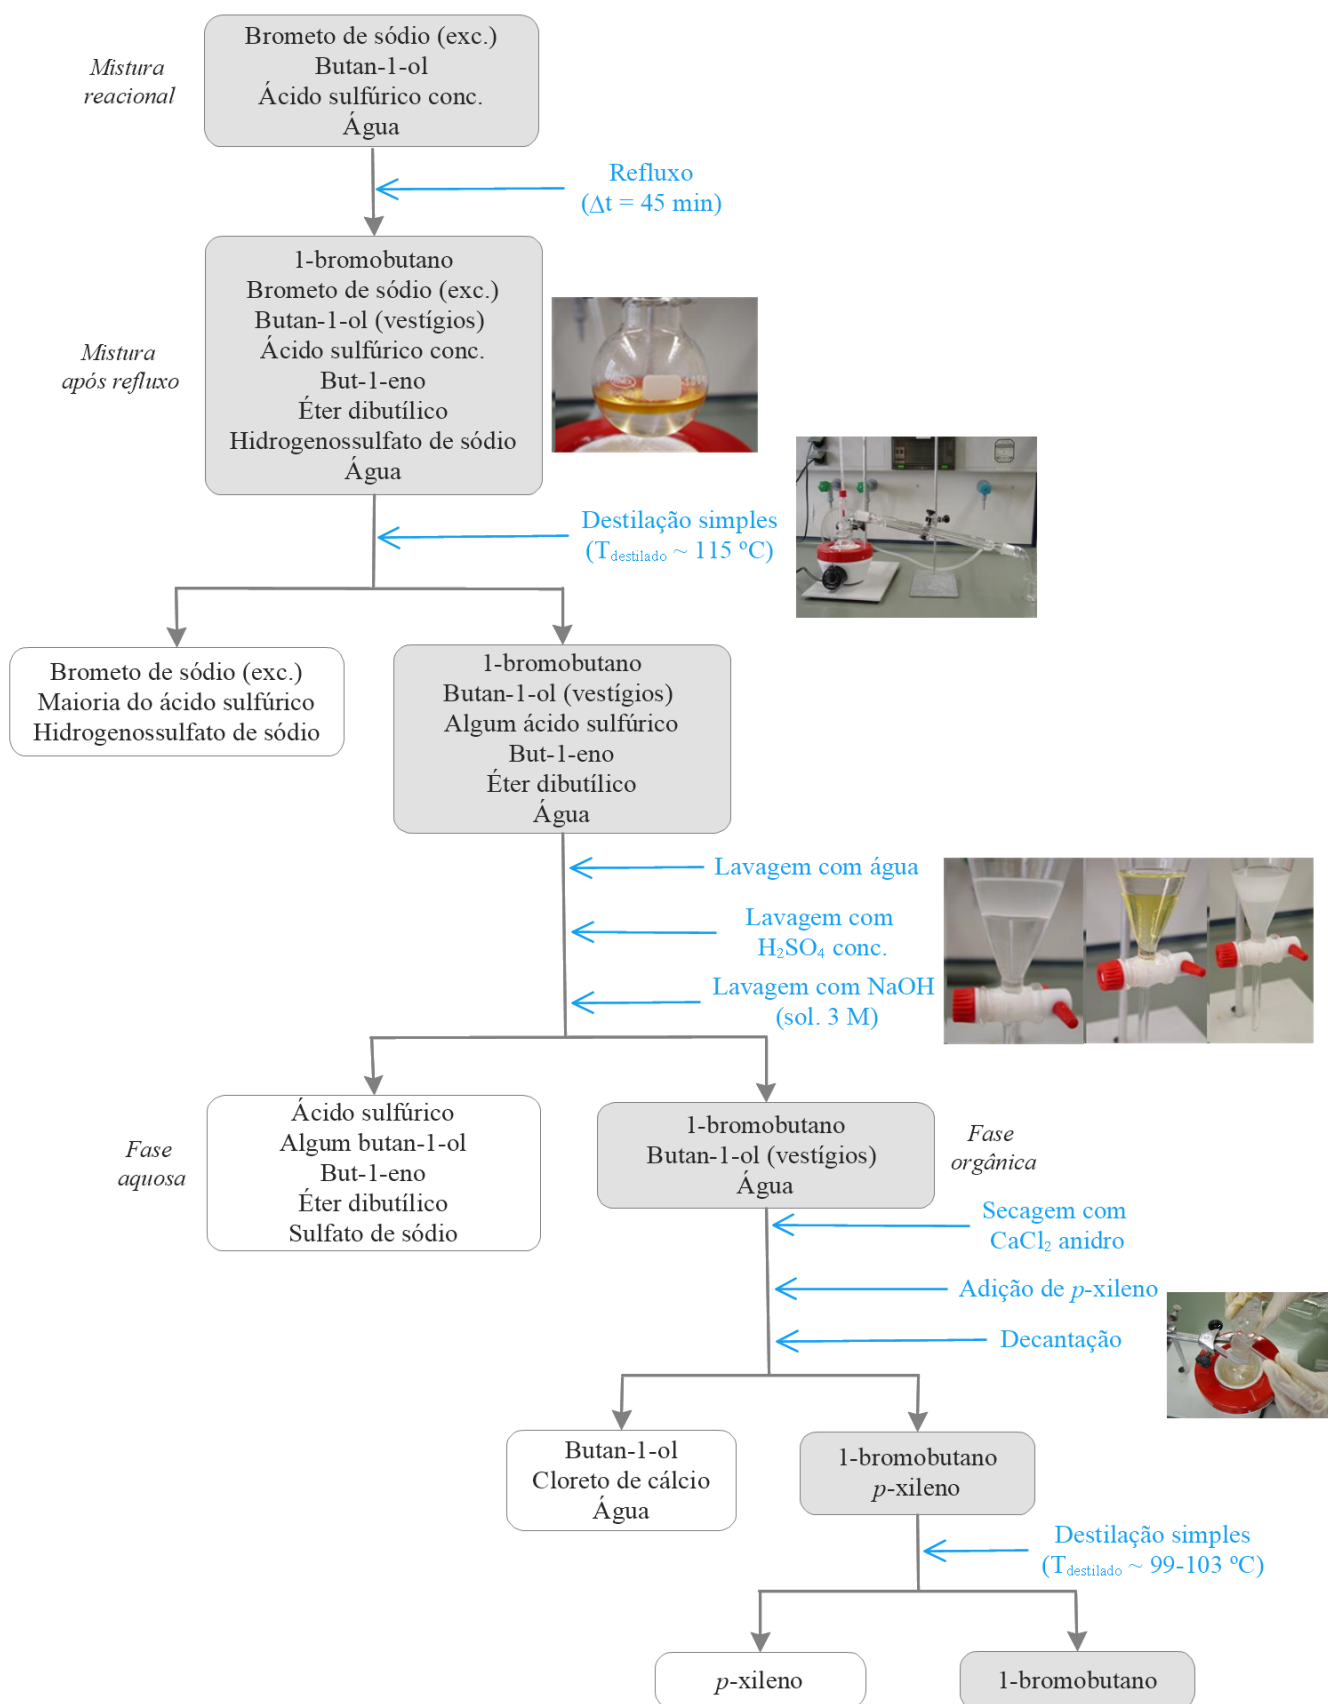 Mistura
reacional
Brometo de sódio (exc.)
Butan-1-ol
Ácido sulfúrico conc.
Água
Refluxo
(Δt = 45 min)
Mistura
após refluxo
1-bromobutano
Brometo de sódio (exc.)
Butan-1-ol (vestígios)
Ácido sulfúrico conc.
But-1-eno
Éter dibutílico
Hidrogenossulfato de sódio
Água
Destilação simples
(Tdestilado ~ 115 ºC)
Brometo de sódio (exc.)
Maioria do ácido sulfúrico
Hidrogenossulfato de sódio
1-bromobutano
Butan-1-ol (vestígios)
Algum ácido sulfúrico
But-1-eno
Éter dibutílico
Água
Lavagem com água
Lavagem com
H₂SO₄ conc.
Lavagem com NaOH
(sol. 3 M)
Fase
aquosa
Ácido sulfúrico
Algum butan-1-ol
But-1-eno
Éter dibutílico
Sulfato de sódio
1-bromobutano
Butan-1-ol (vestígios)
Água
Fase
orgânica
Secagem com
CaCl₂ anidro
Adição de p-xileno
Decantação
Butan-1-ol
Cloreto de cálcio
Água
1-bromobutano
p-xileno
Destilação simples
(Tdestilado ~ 99-103 ºC)
p-xileno
1-bromobutano